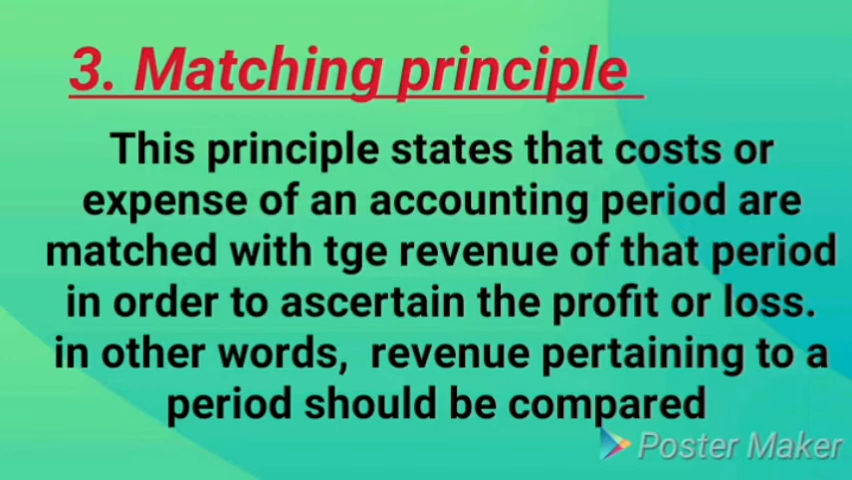 3. Matching principle
This principle states that costs or
expense of an accounting period are
matched with tge revenue of that period
in order to ascertain the profit or loss.
in other words, revenue pertaining to a
period should be compared
Poster Maker